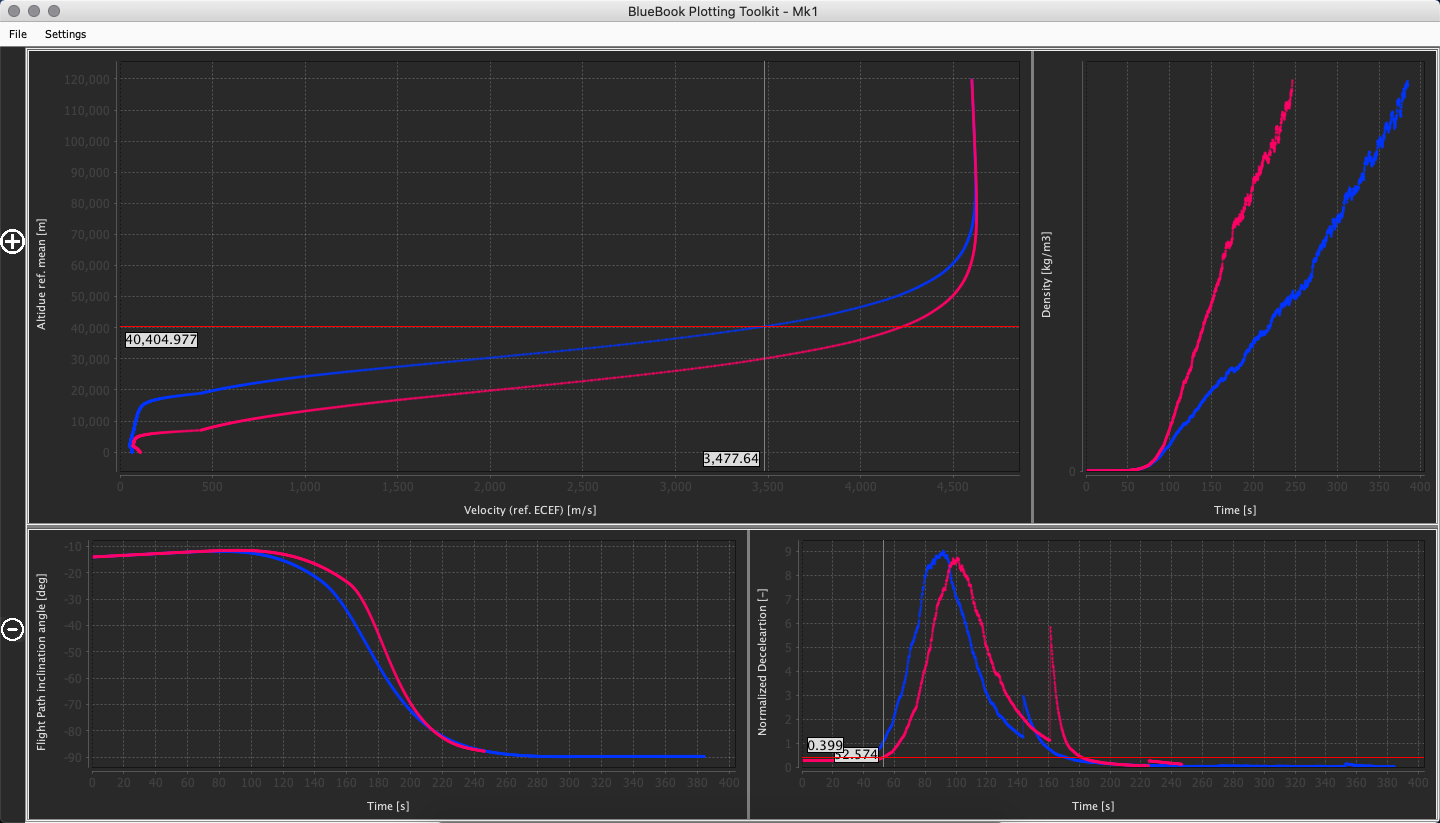 BlueBook Plotting Toolkit - Mk1
File Settings
Altidue ref. mean [m]
120,000
110,000
100,000
90,000
80,000
70,000
60,000
50,000
40,000
30,000
20,000
10,000
0
40,404.977
3,477.64
0 500 1,000 1,500 2,000 2,500 3,000 3,500 4,000 4,500
Velocity (ref. ECEF) [m/s]
Density [kg/m3]
0
0 50 100 150 200 250 300 350 400
Time [s]
Flight Path inclination angle [deg]
-10
-20
-30
-40
-50
-60
-70
-80
-90
0 20 40 60 80 100 120 140 160 180 200 220 240 260 280 300 320 340 360 380 400
Time [s]
Normalized Deceleartion [-]
9
8
7
6
5
4
3
2
1
0
0.399
2.574
0 20 40 60 80 100 120 140 160 180 200 220 240 260 280 300 320 340 360 380 400
Time [s]